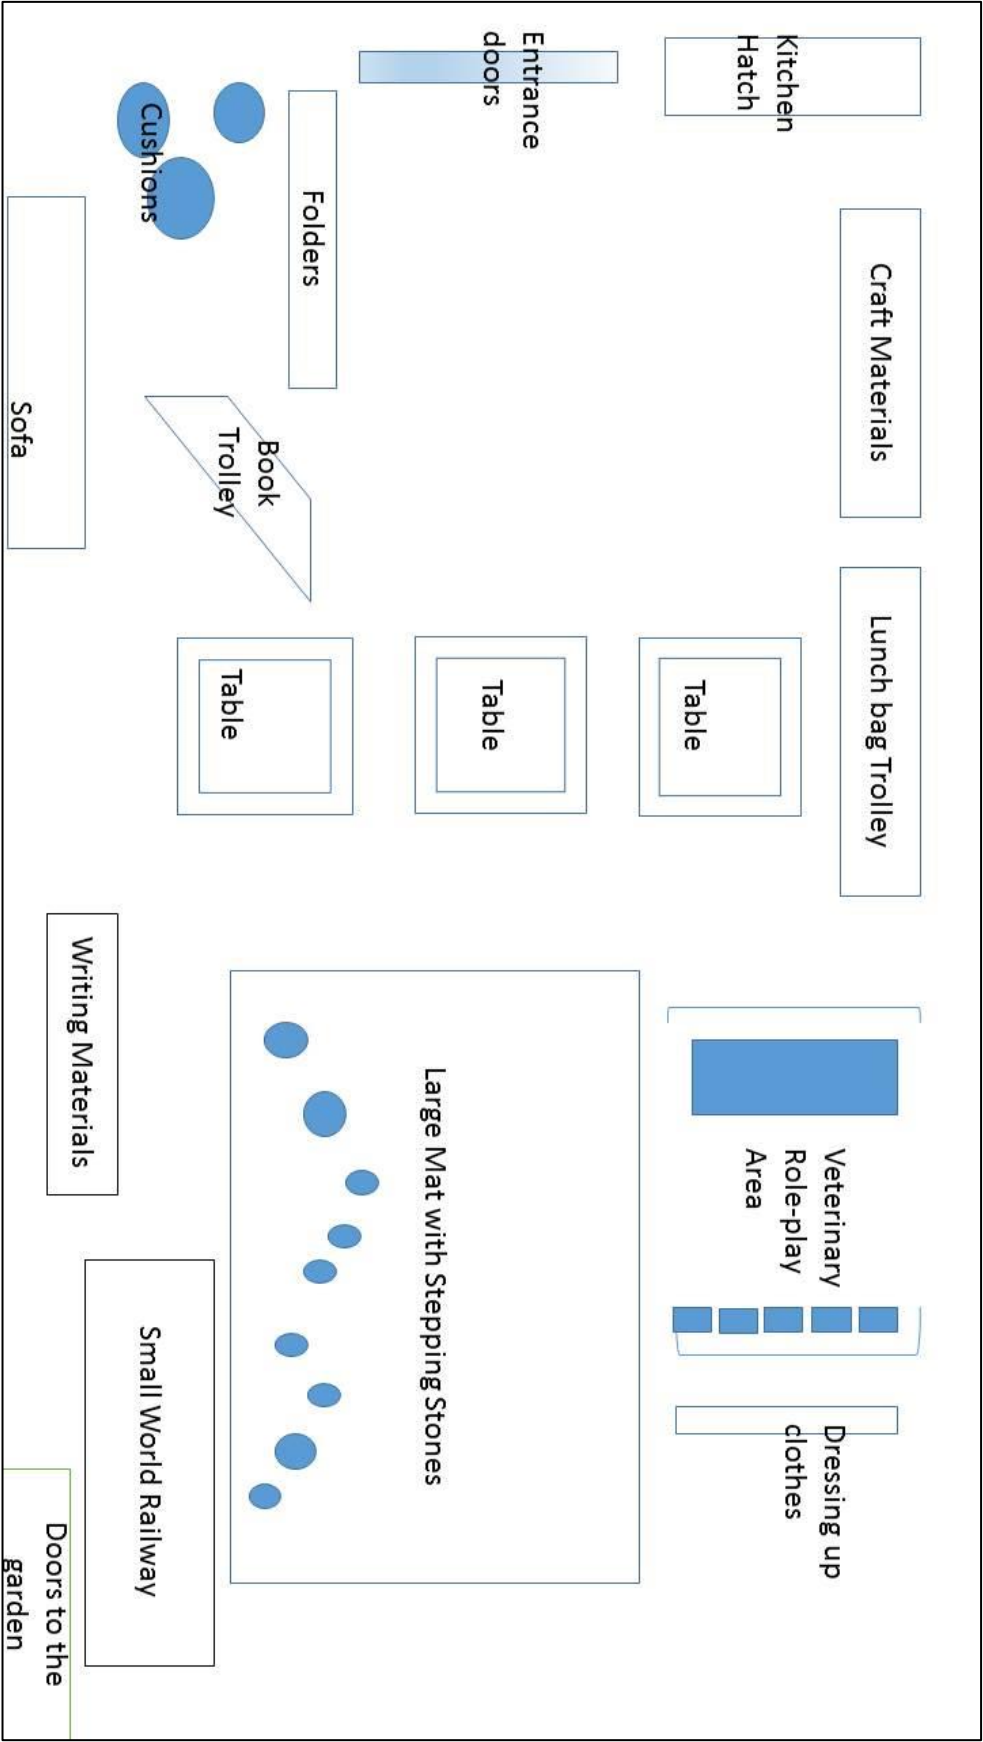 Kitchen
Hatch
Entrance
doors
Craft Materials
Lunch bag Trolley
Veterinary
Role-play
Area
Dressing up
clothes
Folders
Cushions
Book
Trolley
Sofa
Table
Table
Table
Large Mat with Stepping Stones
Writing Materials
Small World Railway
Doors to the
garden